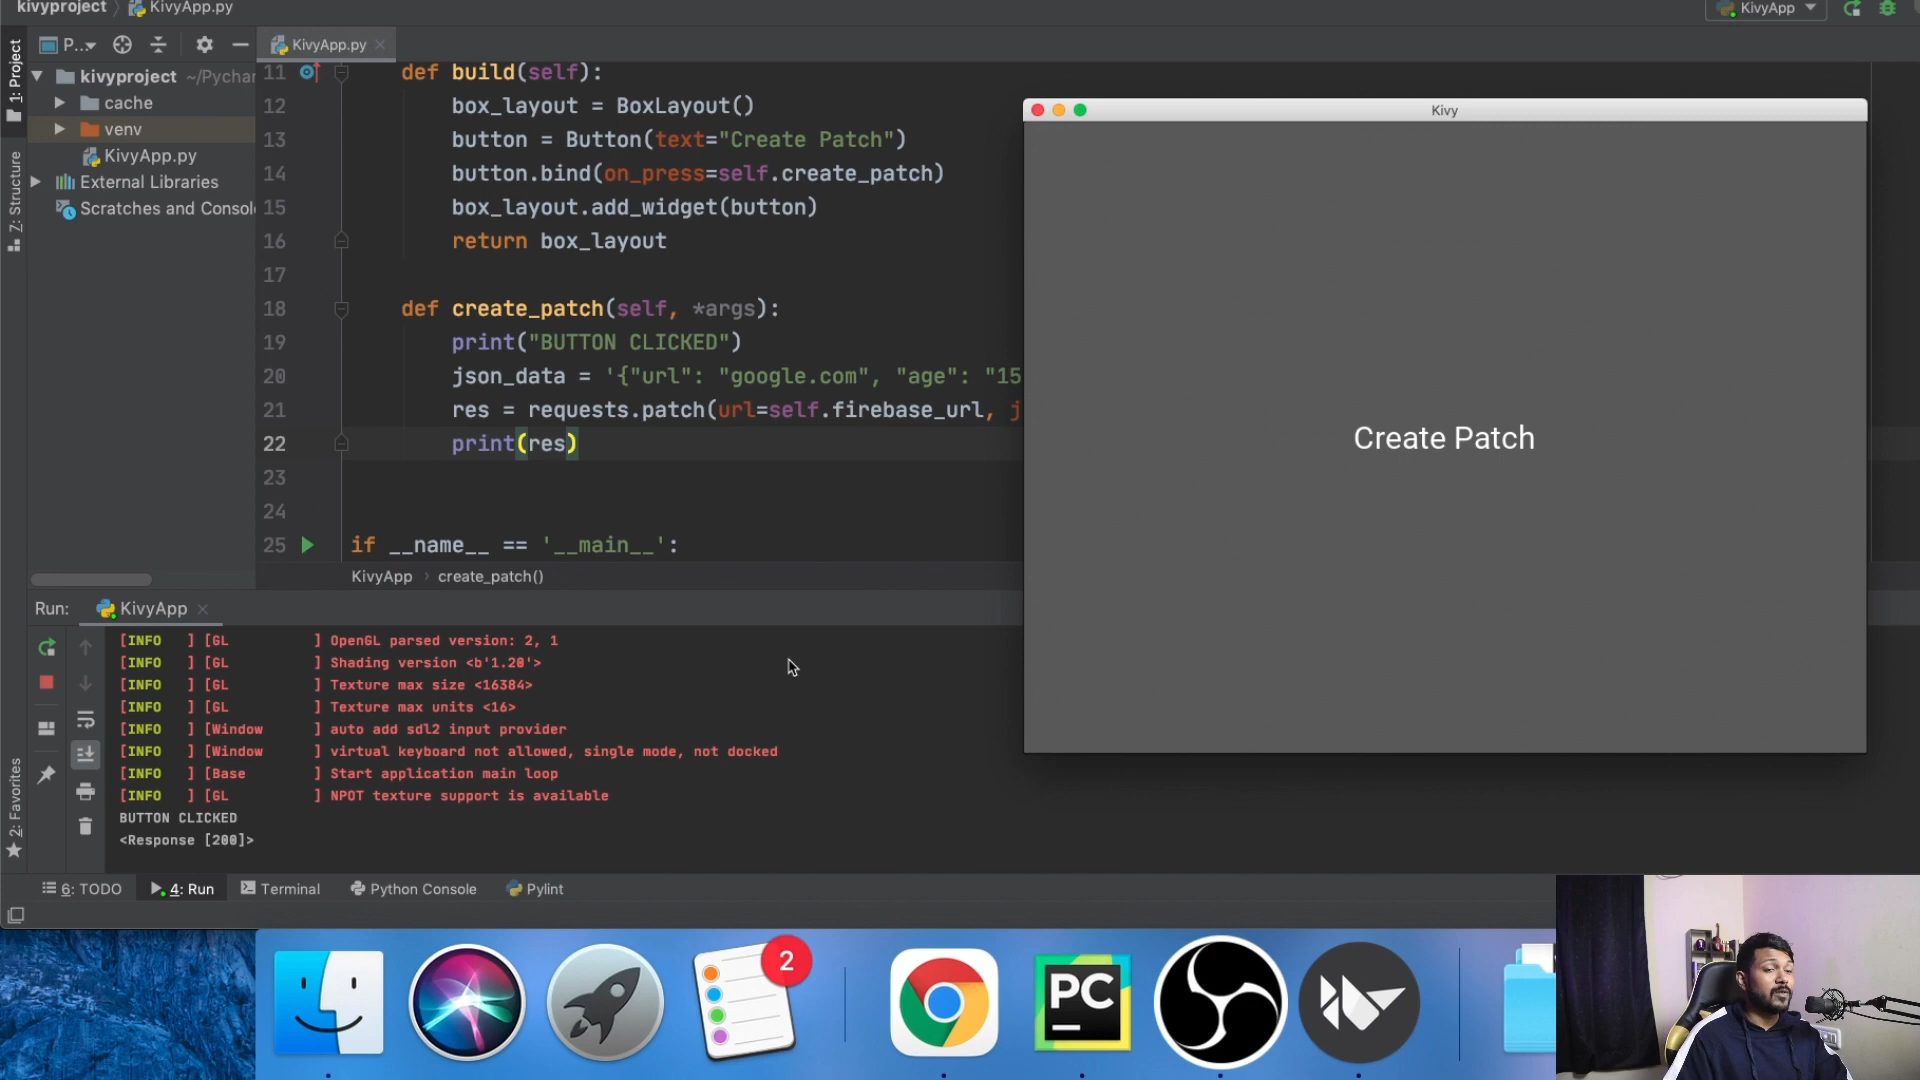 kivyproject
KivyApp.py
KivyApp
P...
KivyApp.py
1: Project
7: Structure
2: Favorites
kivyproject ~/Pychar
cache
venv
KivyApp.py
External Libraries
Scratches and Consol
11 def build(self):
12 box_layout = BoxLayout()
13 button = Button(text="Create Patch")
14 button.bind(on_press=self.create_patch)
15 box_layout.add_widget(button)
16 return box_layout
17
18 def create_patch(self, *args):
19 print("BUTTON CLICKED")
20 json_data = '{"url": "google.com", "age": "15
21 res = requests.patch(url=self.firebase_url, j
22 print(res)
23
24
25 if __name__ == '__main__':
KivyApp › create_patch()
Kivy
Create Patch
Run: KivyApp
[INFO ] [GL ] OpenGL parsed version: 2, 1
[INFO ] [GL ] Shading version <b'1.20'>
[INFO ] [GL ] Texture max size <16384>
[INFO ] [GL ] Texture max units <16>
[INFO ] [Window ] auto add sdl2 input provider
[INFO ] [Window ] virtual keyboard not allowed, single mode, not docked
[INFO ] [Base ] Start application main loop
[INFO ] [GL ] NPOT texture support is available
BUTTON CLICKED
<Response [200]>
6: TODO
4: Run
Terminal
Python Console
Pylint
2
PC